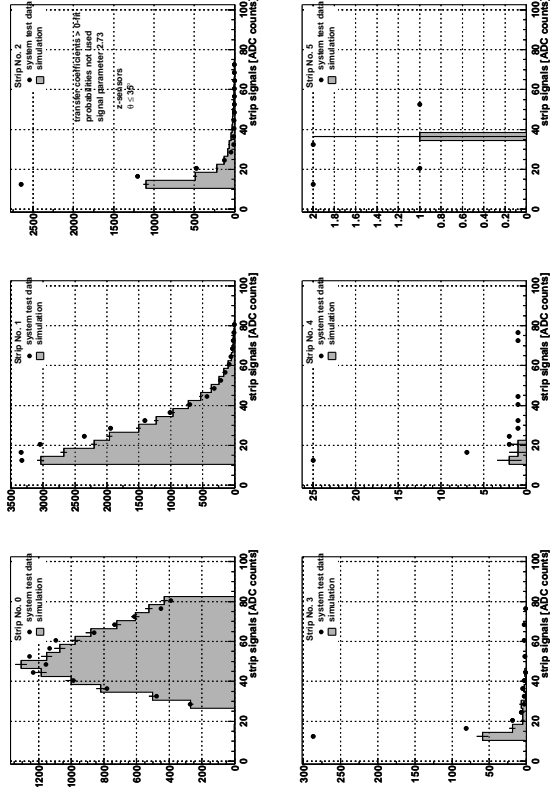 Strip No. 0
system test data
simulation
1200
1000
800
600
400
200
0
0 20 40 60 80 100
strip signals [ADC counts]
Strip No. 1
system test data
simulation
3500
3000
2500
2000
1500
1000
500
0
0 20 40 60 80 100
strip signals [ADC counts]
Strip No. 2
system test data
simulation
transfer coefficients > 0-fit
probabilities not used
signal parameter:2.73
z-sensors
θ ≤ 35°
2500
2000
1500
1000
500
0
0 20 40 60 80 100
strip signals [ADC counts]
Strip No. 3
system test data
simulation
300
250
200
150
100
50
0
0 20 40 60 80 100
strip signals [ADC counts]
Strip No. 4
system test data
simulation
25
20
15
10
5
0
0 20 40 60 80 100
strip signals [ADC counts]
Strip No. 5
system test data
simulation
2
1.8
1.6
1.4
1.2
1
0.8
0.6
0.4
0.2
0
0 20 40 60 80 100
strip signals [ADC counts]